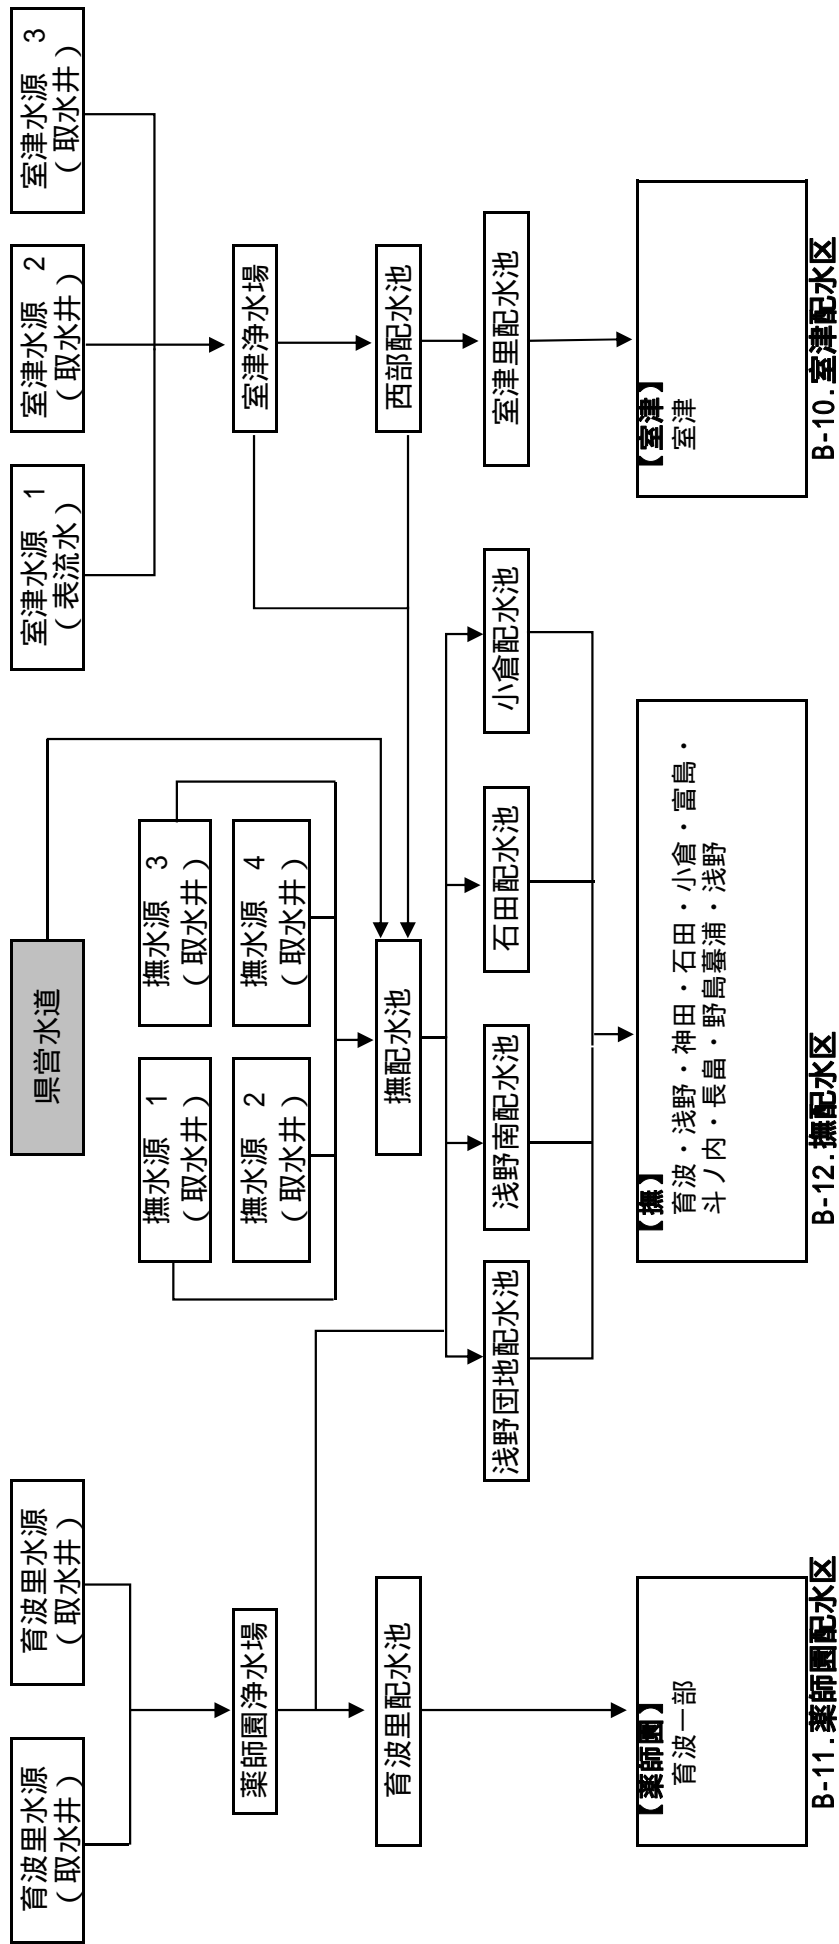 育波里水源
（取水井）
育波里水源
（取水井）
県営水道
室津水源　1
（表流水）
室津水源　2
（取水井）
室津水源　3
（取水井）
撫水源　1
（取水井）
撫水源　3
（取水井）
撫水源　2
（取水井）
撫水源　4
（取水井）
薬師園浄水場
室津浄水場
育波里配水池
撫配水池
西部配水池
浅野団地配水池
浅野南配水池
石田配水池
小倉配水池
室津里配水池
【薬師園】
育波一部
【撫】
育波・浅野・神田・石田・小倉・富島・
斗ノ内・長畠・野島蟇浦・浅野
【室津】
室津
B-11.薬師園配水区
B-12.撫配水区
B-10.室津配水区